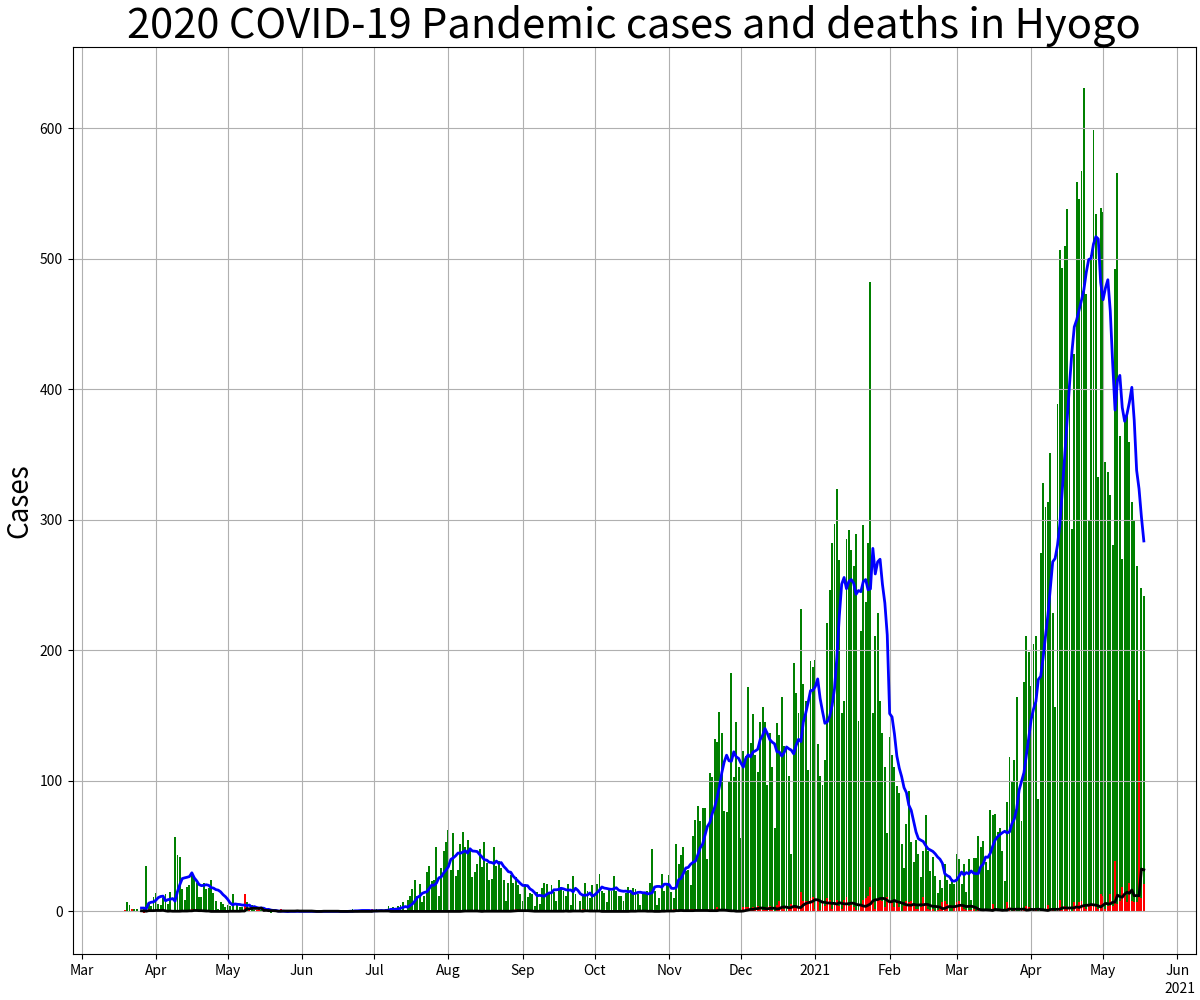 2020 COVID-19 Pandemic cases and deaths in Hyogo
Cases
600
500
400
300
200
100
0
Mar Apr May Jun Jul Aug Sep Oct Nov Dec 2021 Feb Mar Apr May Jun
2021